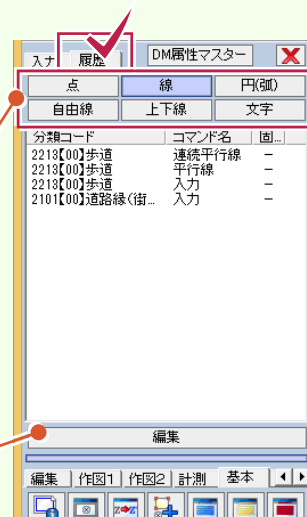 入ナ 履歴 DM属性マスター
点 線 円(弧)
自由線 上下線 文字
分類コード コマンド名 固...
2213【00】歩道 連続平行線 −
2213【00】歩道 平行線 −
2213【00】歩道 入力 −
2101【00】道路縁(街... 入力 −
編集
編集 作図1 作図2 計測 基本